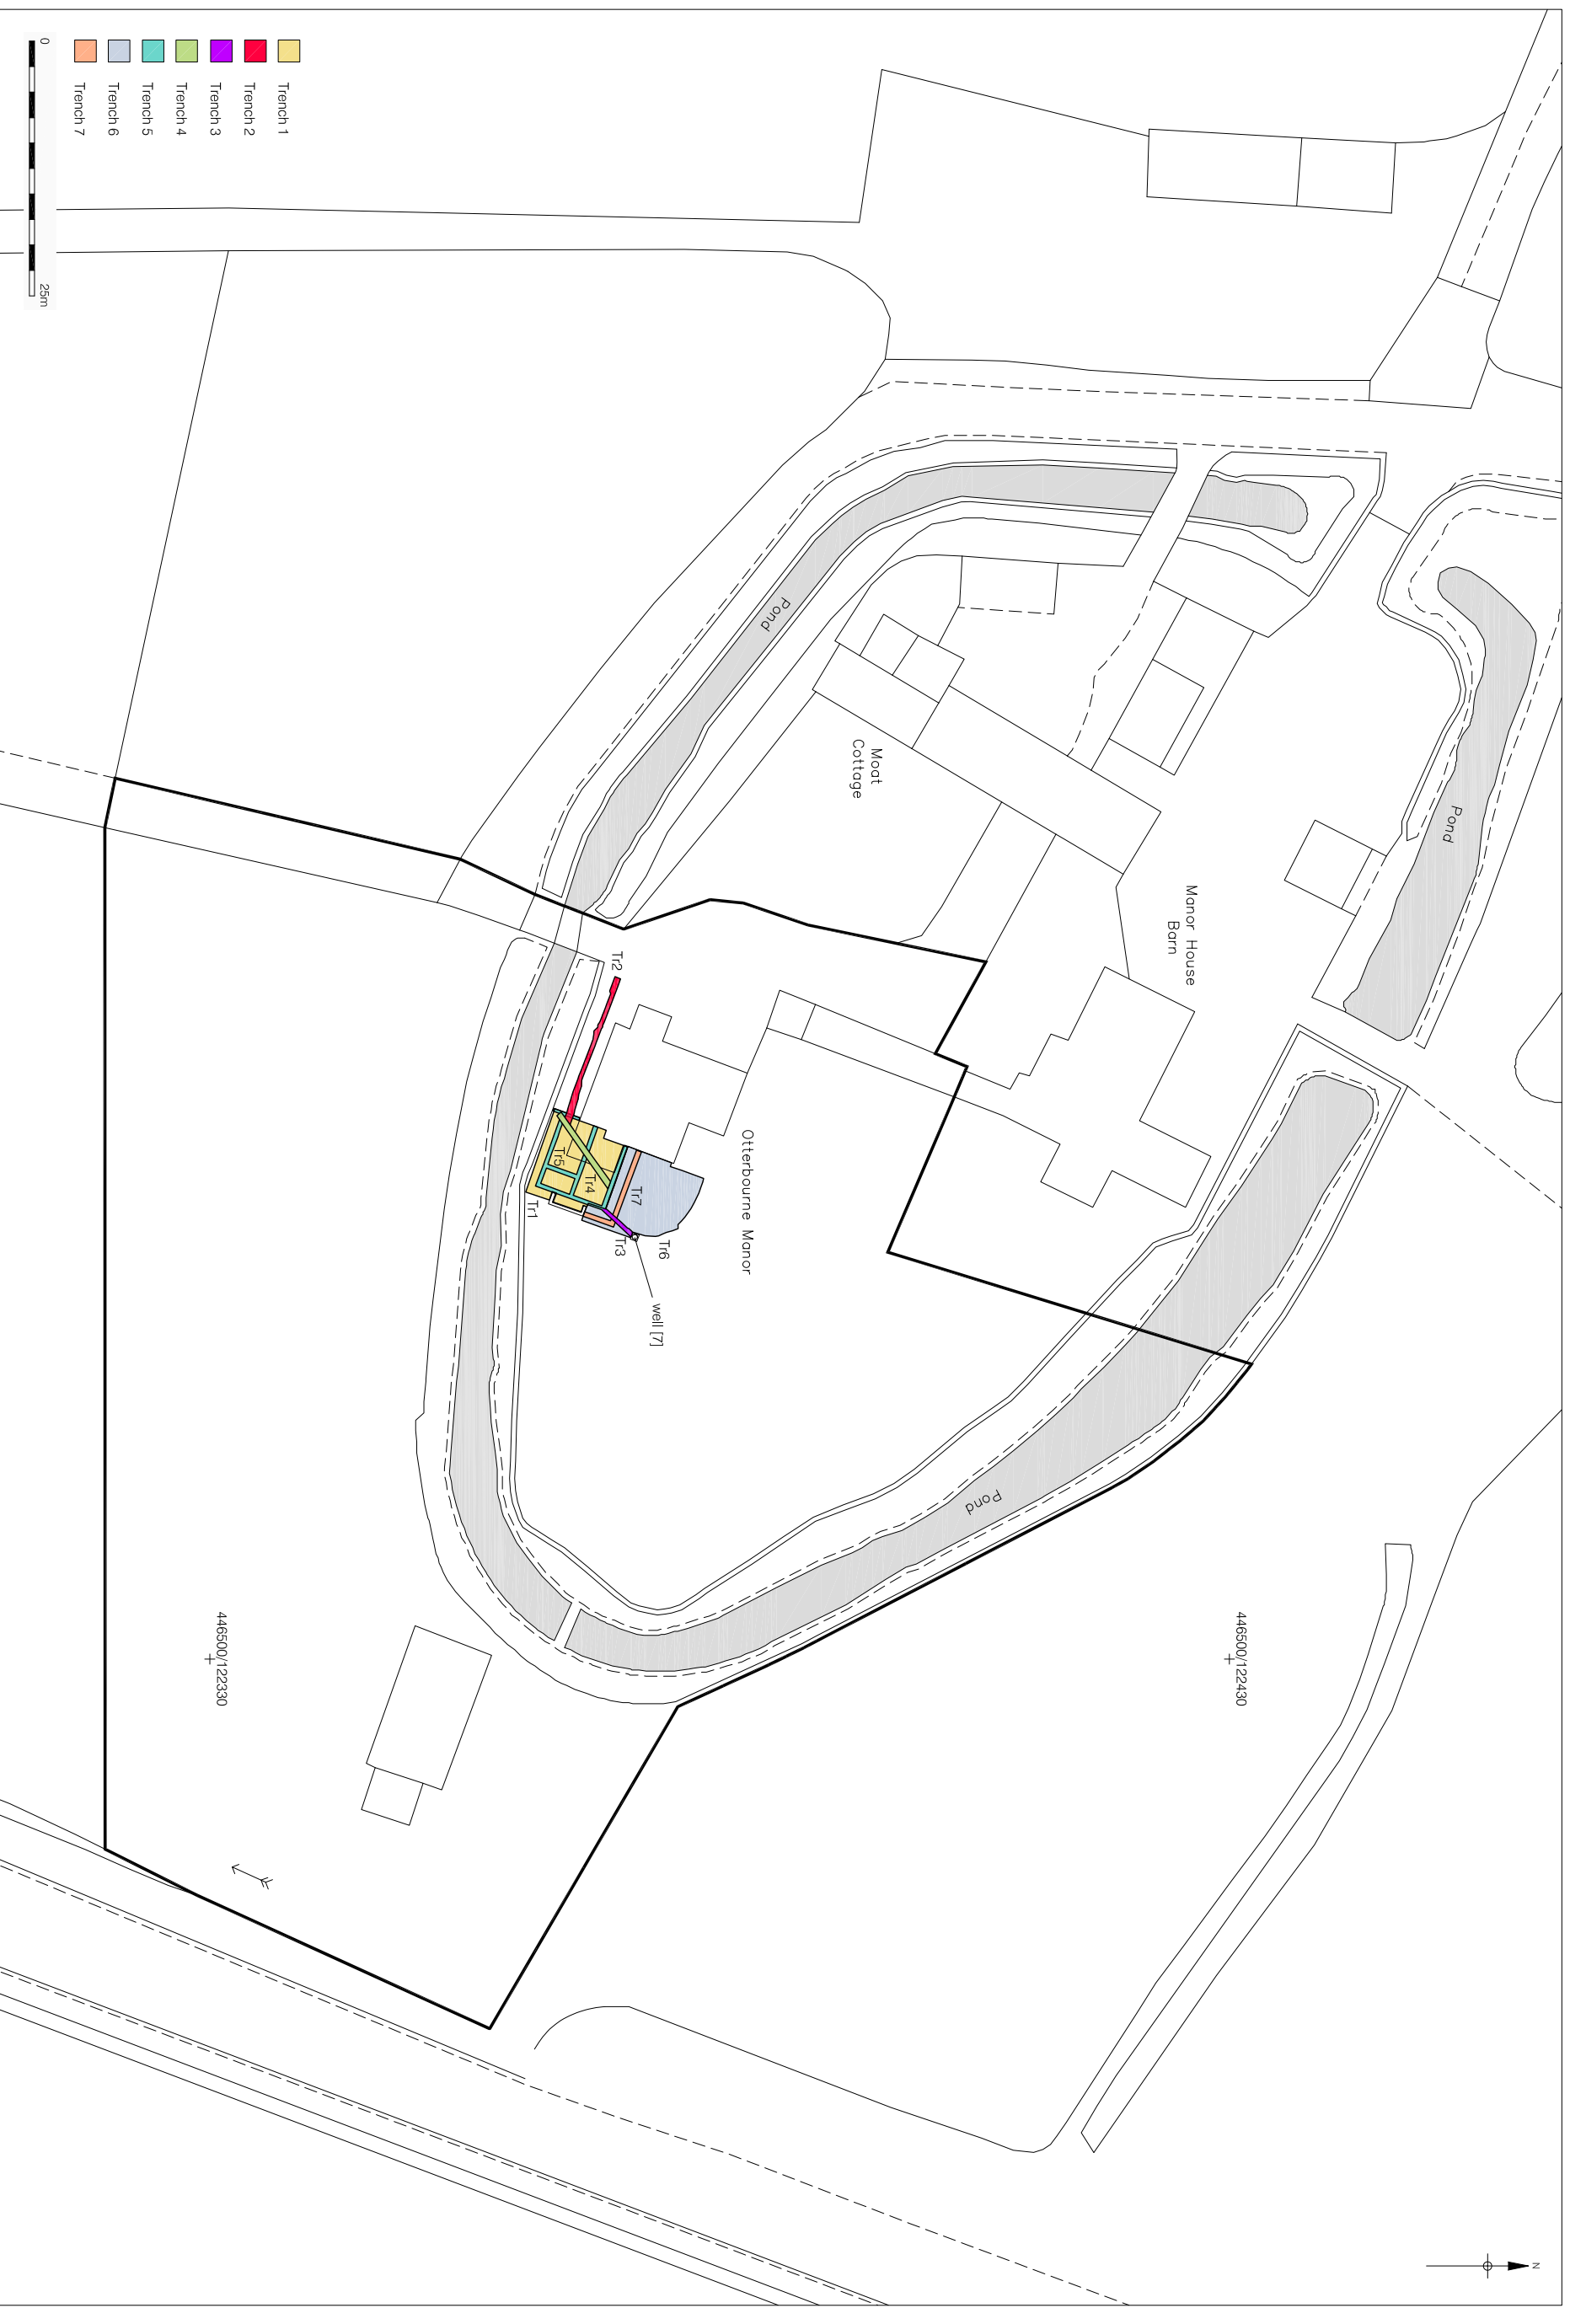 N
Pond
Pond
Moat
Cottage
Manor House
Barn
446500/122430
Otterbourne Manor
Pond
Tr2
well [7]
Tr6
Tr7
Tr3
Tr4
Tr5
Tr1
446500/122330
Trench 1
Trench 2
Trench 3
Trench 4
Trench 5
Trench 6
Trench 7
0
25m